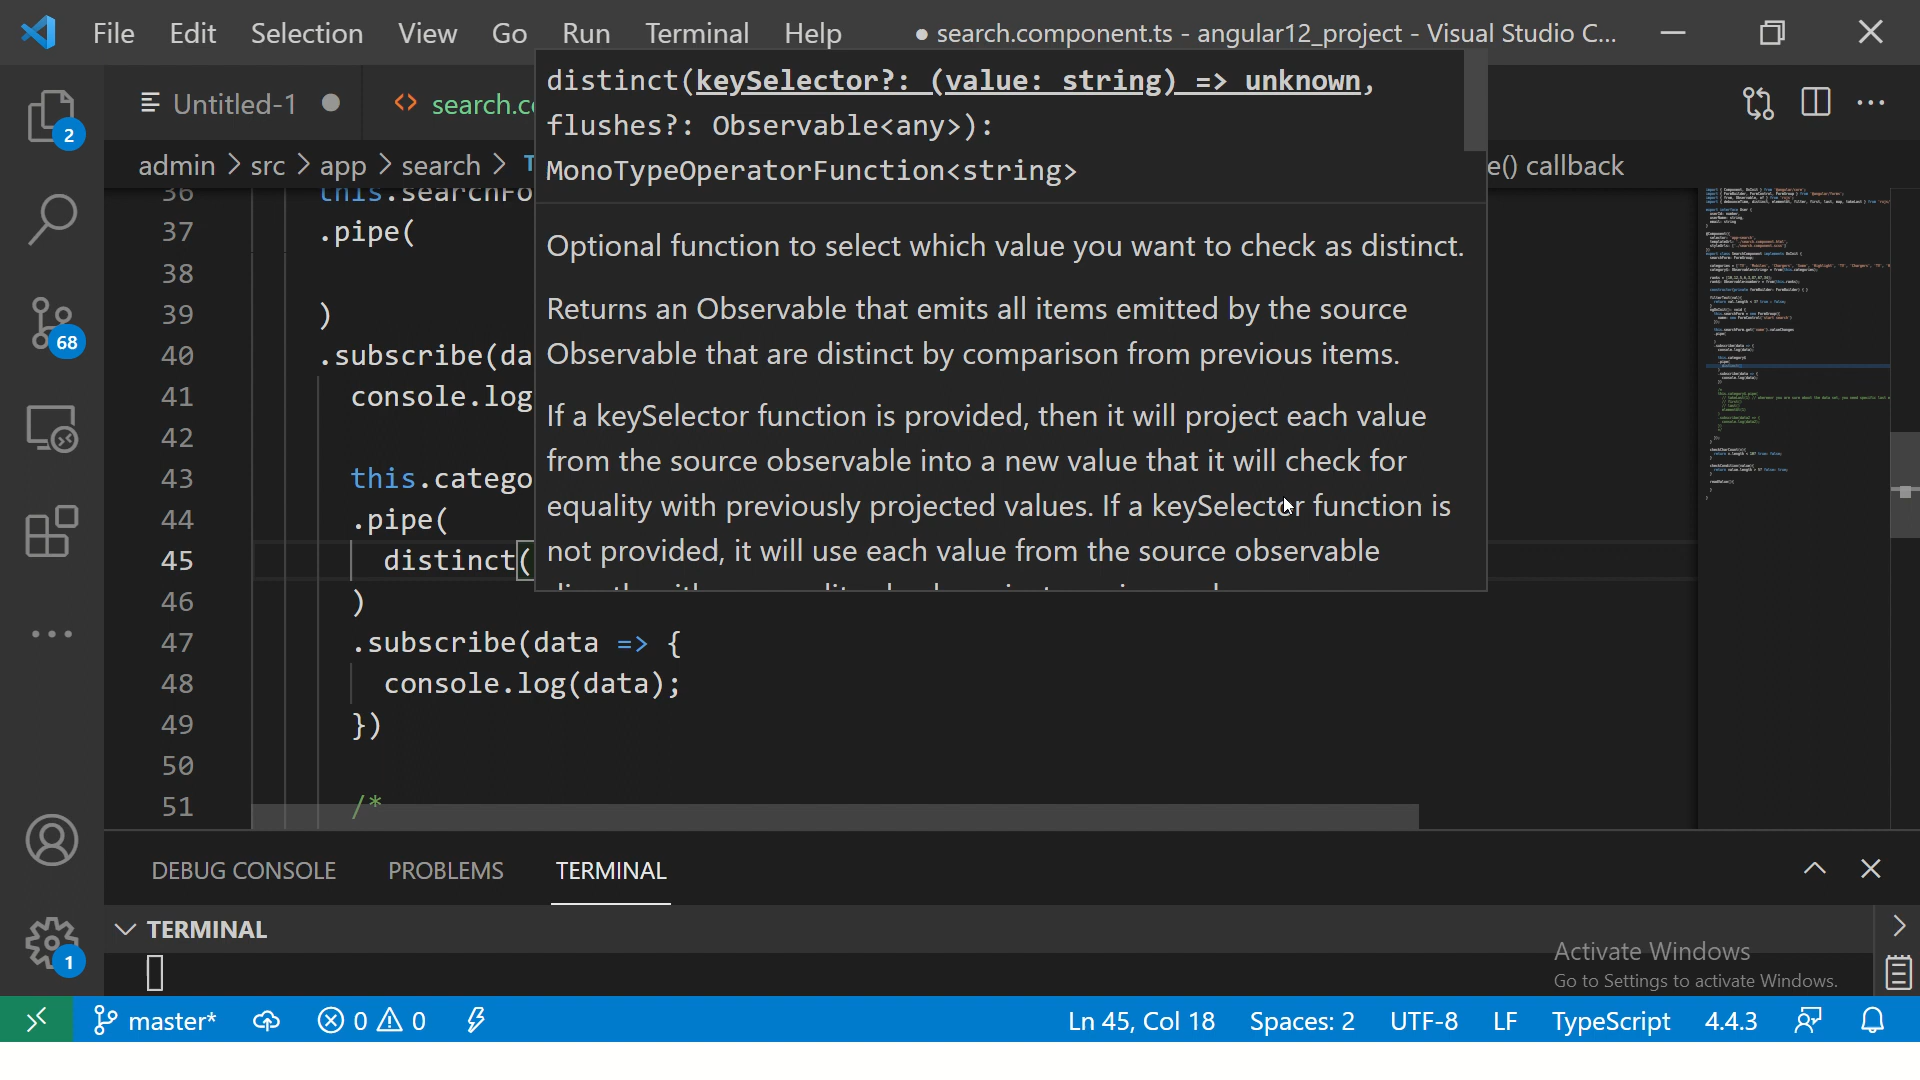 File Edit Selection View Go Run Terminal Help ● search.component.ts - angular12_project - Visual Studio C...
Untitled-1 ● <> search.co
admin > src > app > search > e() callback
distinct(keySelector?: (value: string) => unknown,
flushes?: Observable<any>):
MonoTypeOperatorFunction<string>
Optional function to select which value you want to check as distinct.
Returns an Observable that emits all items emitted by the source
Observable that are distinct by comparison from previous items.
If a keySelector function is provided, then it will project each value
from the source observable into a new value that it will check for
equality with previously projected values. If a keySelector function is
not provided, it will use each value from the source observable
36 this.searchFo
37 .pipe(
38
39 )
40 .subscribe(da
41 console.log
42
43 this.catego
44 .pipe(
45 distinct(
46 )
47 .subscribe(data => {
48 console.log(data);
49 })
50
51 /*
DEBUG CONSOLE PROBLEMS TERMINAL
TERMINAL
Activate Windows
Go to Settings to activate Windows.
2
68
1
master* 0 0 Ln 45, Col 18 Spaces: 2 UTF-8 LF TypeScript 4.4.3